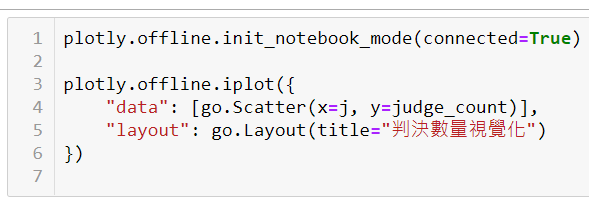 1 plotly.offline.init_notebook_mode(connected=True)
2
3 plotly.offline.iplot({
4     "data": [go.Scatter(x=j, y=judge_count)],
5     "layout": go.Layout(title="判決數量視覺化")
6 })
7